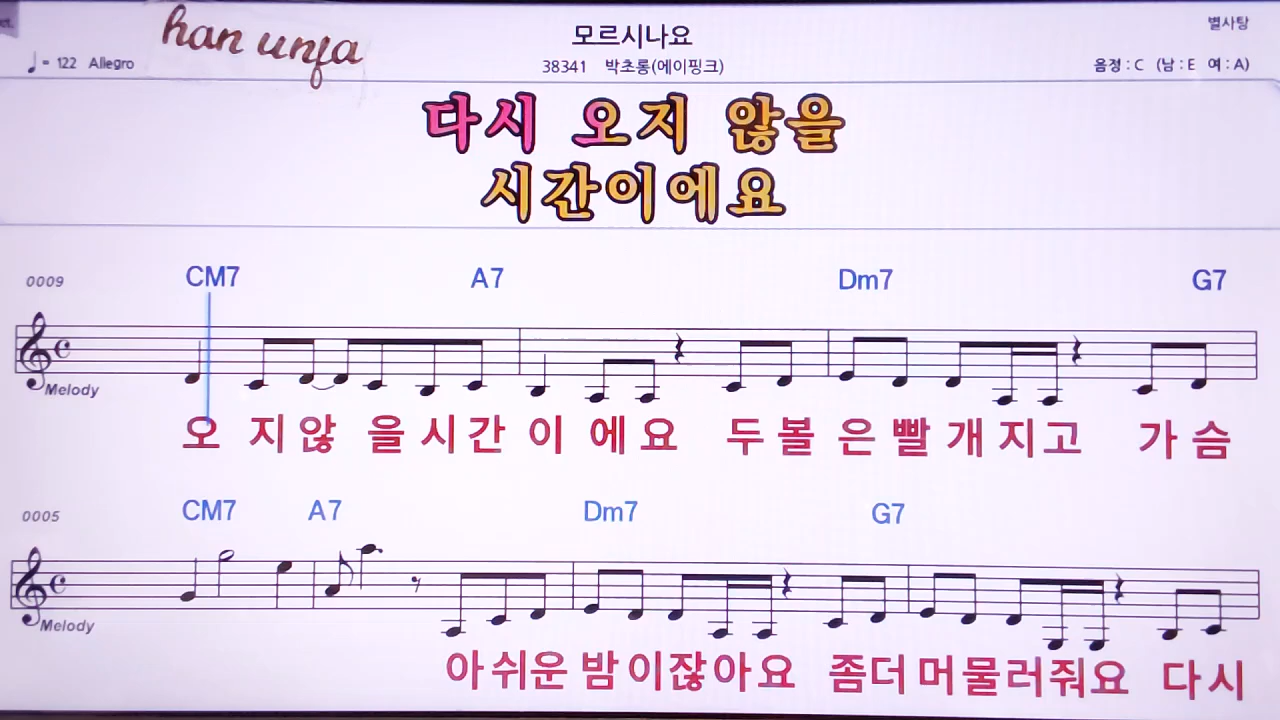 han unfa
모르시나요
별사탕
♩= 122 Allegro
38341 박초롱(에이핑크)
음정 : C (남 : E 여 : A)
다시 오지 않을
시간이에요
0009 CM7 A7 Dm7 G7
Melody
오 지않 을시간 이 에요 두볼 은빨 개지고 가슴
0005 CM7 A7 Dm7 G7
Melody
아쉬운 밤이잖아요 좀더 머물러줘요 다시